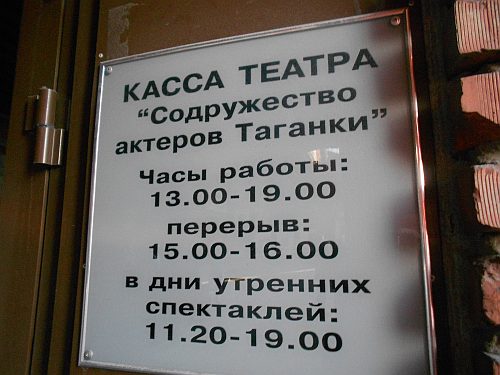 КАССА ТЕАТРА
“Содружество
актеров Таганки”
Часы работы:
13.00-19.00
перерыв:
15.00-16.00
в дни утренних
спектаклей:
11.20-19.00